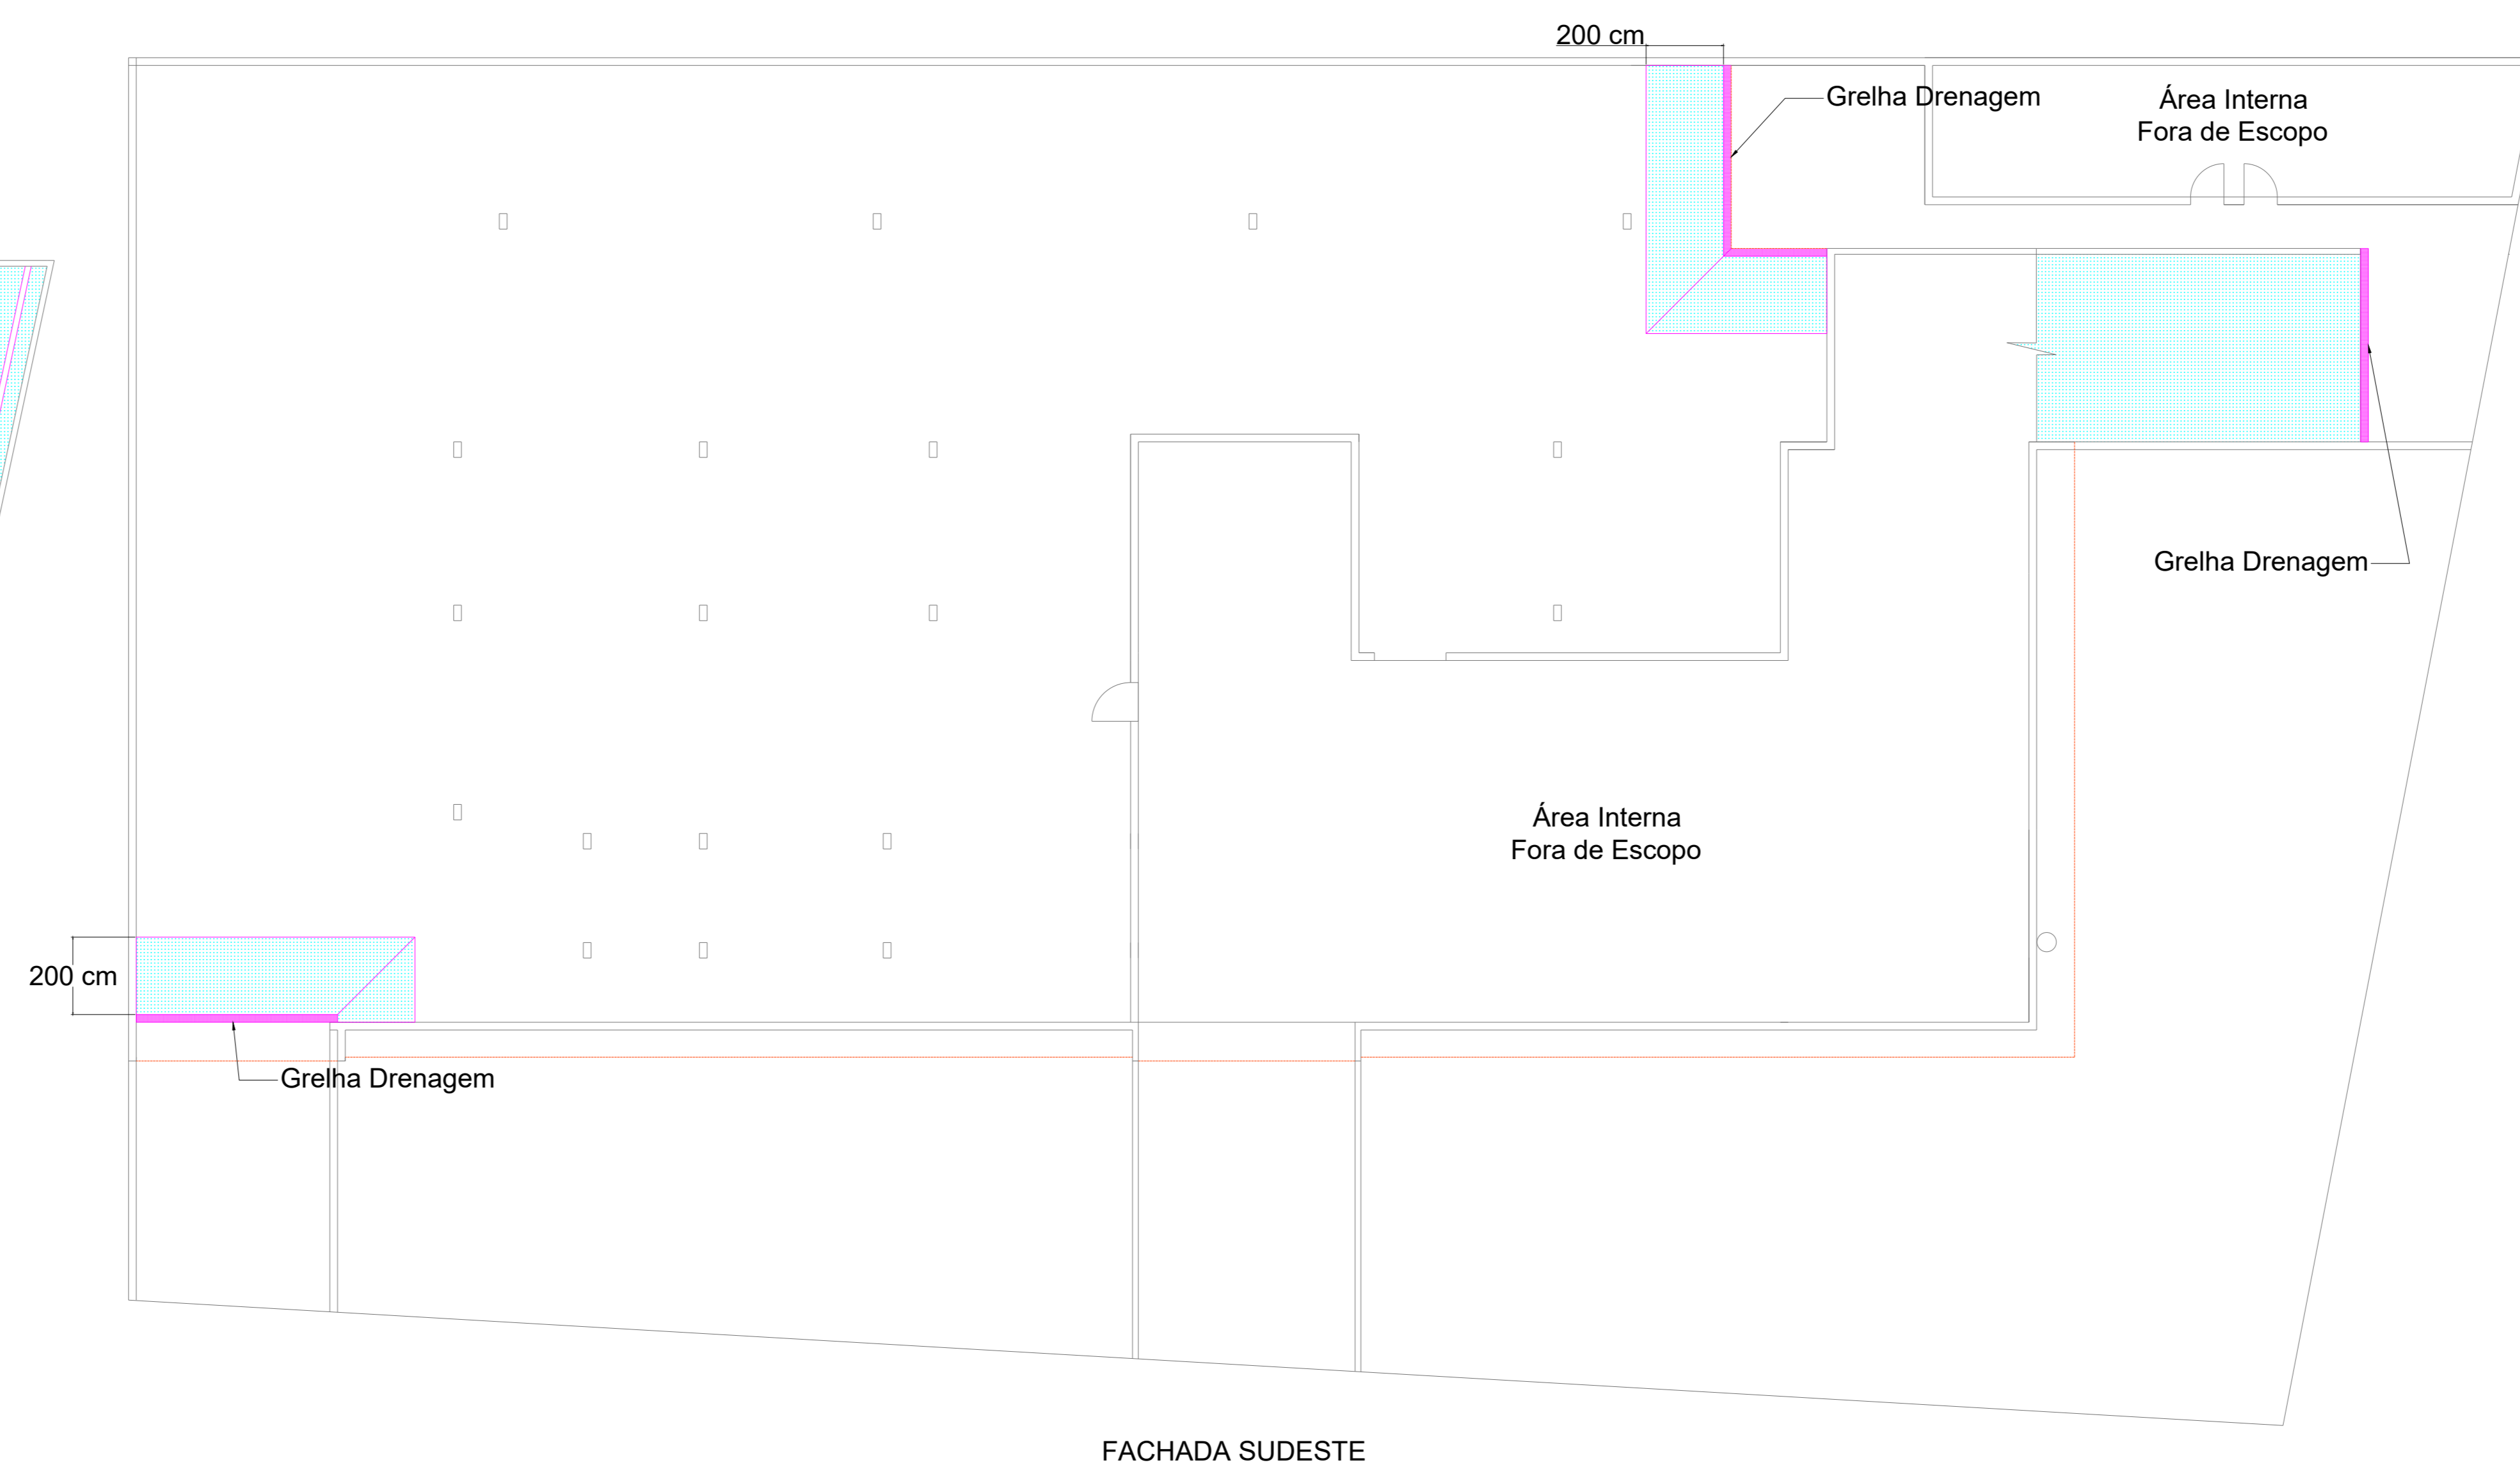 200 cm
Grelha Drenagem
Área Interna
Fora de Escopo
Grelha Drenagem
Área Interna
Fora de Escopo
200 cm
Grelha Drenagem
FACHADA SUDESTE